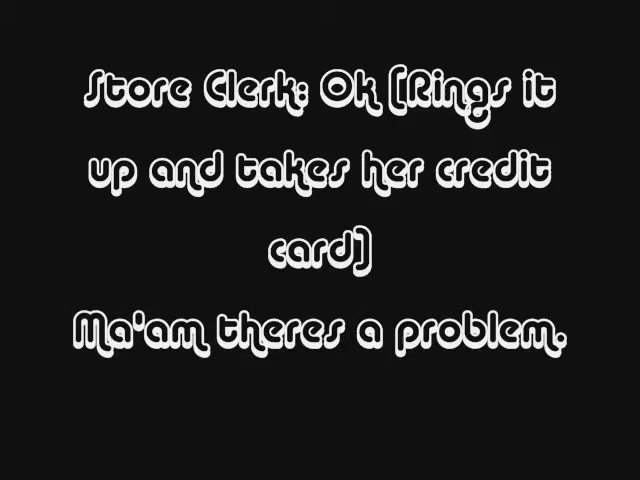 Store Clerk: Ok (Rings it
up and takes her credit
card)
Ma'am theres a problem.